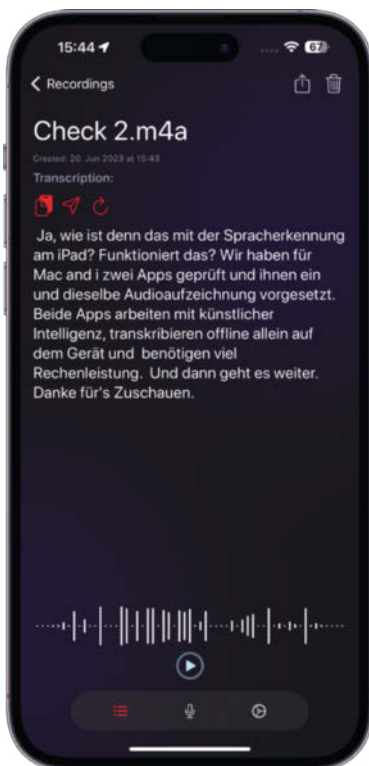 15:44
67
Recordings
Check 2.m4a
Created: 20. Jun 2023 at 15:43
Transcription:
Ja, wie ist denn das mit der Spracherkennung
am iPad? Funktioniert das? Wir haben für
Mac and i zwei Apps geprüft und ihnen ein
und dieselbe Audioaufzeichnung vorgesetzt.
Beide Apps arbeiten mit künstlicher
Intelligenz, transkribieren offline allein auf
dem Gerät und  benötigen viel
Rechenleistung.  Und dann geht es weiter.
Danke für's Zuschauen.